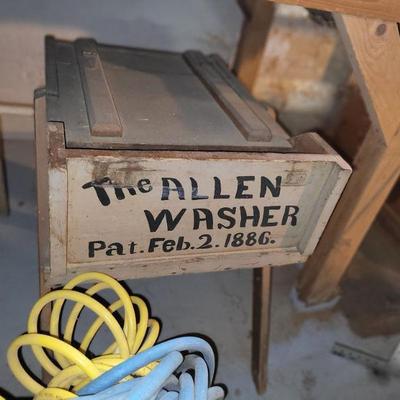 The ALLEN
WASHER
Pat. Feb. 2. 1886.